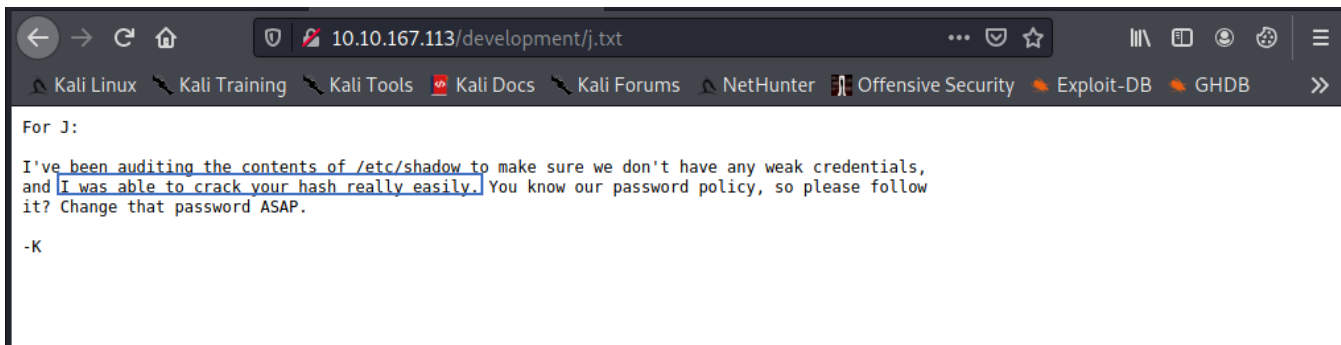 10.10.167.113/development/j.txt
Kali Linux Kali Training Kali Tools Kali Docs Kali Forums NetHunter Offensive Security Exploit-DB GHDB
For J:
I've been auditing the contents of /etc/shadow to make sure we don't have any weak credentials,
and I was able to crack your hash really easily. You know our password policy, so please follow
it? Change that password ASAP.
-K